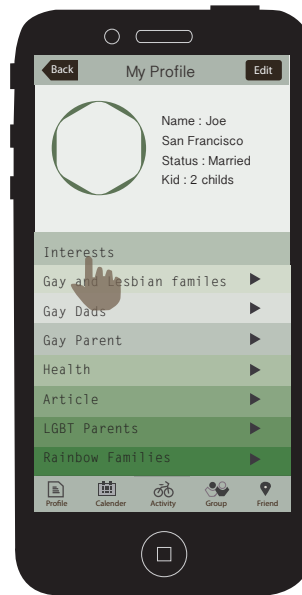 Back My Profile Edit
Name : Joe
San Francisco
Status : Married
Kid : 2 childs
Interests
Gay and Lesbian familes
Gay Dads
Gay Parent
Health
Article
LGBT Parents
Rainbow Families
Profile Calender Activity Group Friend